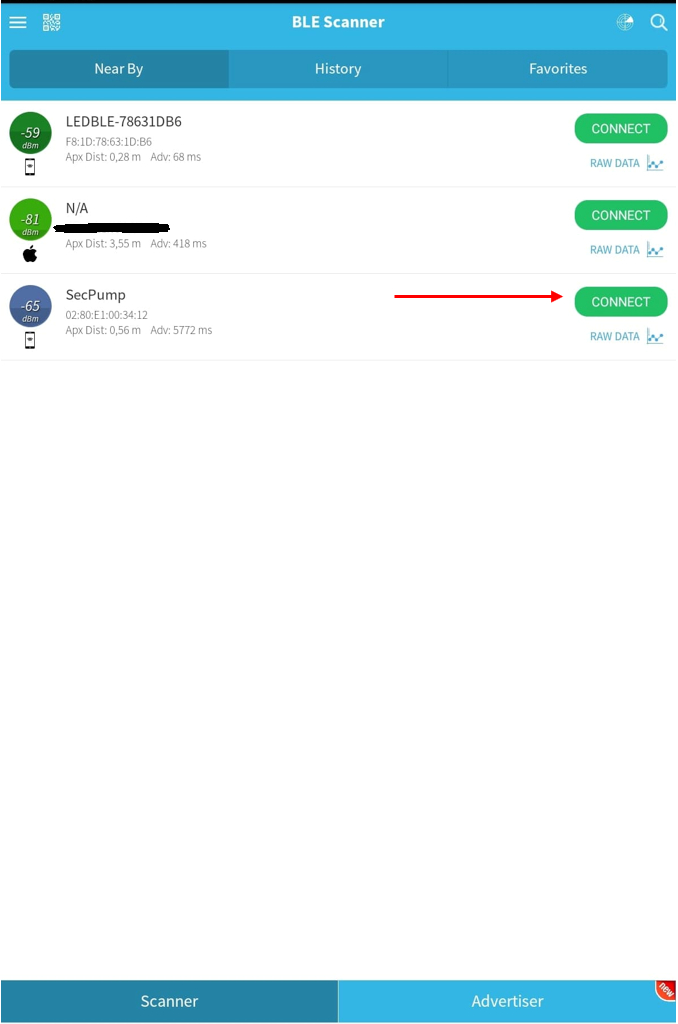 BLE Scanner
Near By
History
Favorites
-59
dBm
LEDBLE-78631DB6
F8:1D:78:63:1D:B6
Apx Dist: 0,28 m Adv: 68 ms
CONNECT
RAW DATA
-81
dBm
N/A
Apx Dist: 3,55 m Adv: 418 ms
CONNECT
RAW DATA
-65
dBm
SecPump
02:80:E1:00:34:12
Apx Dist: 0,56 m Adv: 5772 ms
CONNECT
RAW DATA
Scanner
Advertiser
new